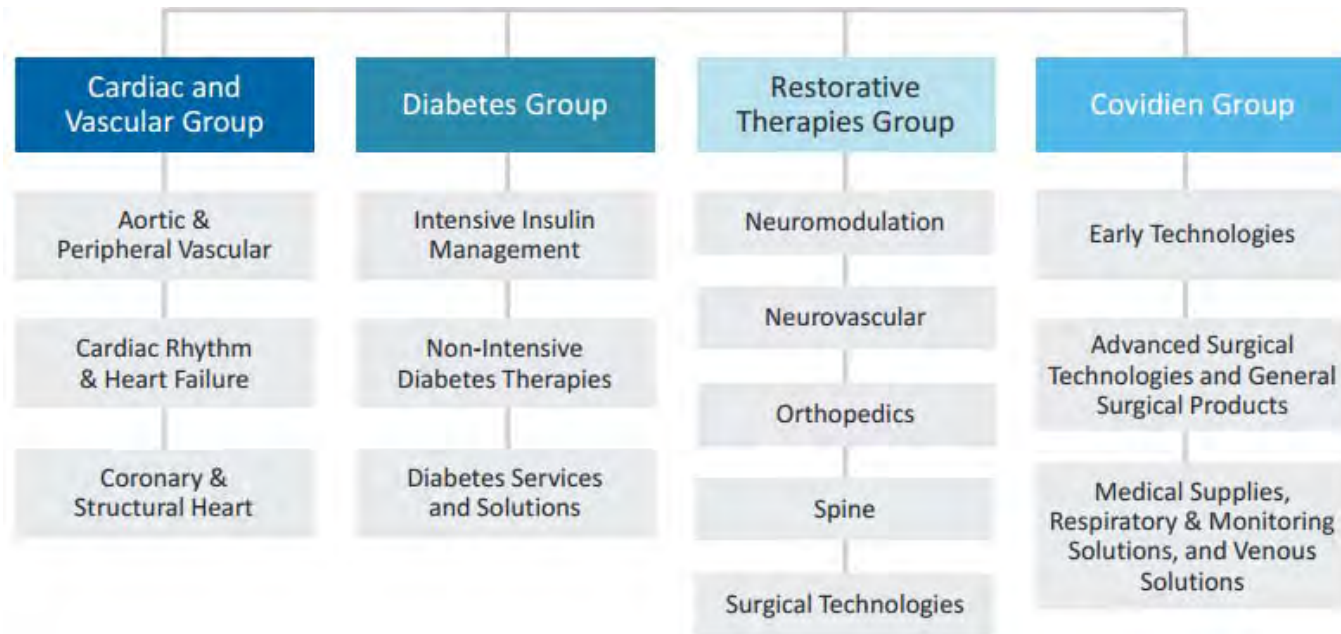 Cardiac and
Vascular Group
Aortic &
Peripheral Vascular
Cardiac Rhythm
& Heart Failure
Coronary &
Structural Heart
Diabetes Group
Intensive Insulin
Management
Non-Intensive
Diabetes Therapies
Diabetes Services
and Solutions
Restorative
Therapies Group
Neuromodulation
Neurovascular
Orthopedics
Spine
Surgical Technologies
Covidien Group
Early Technologies
Advanced Surgical
Technologies and General
Surgical Products
Medical Supplies,
Respiratory & Monitoring
Solutions, and Venous
Solutions